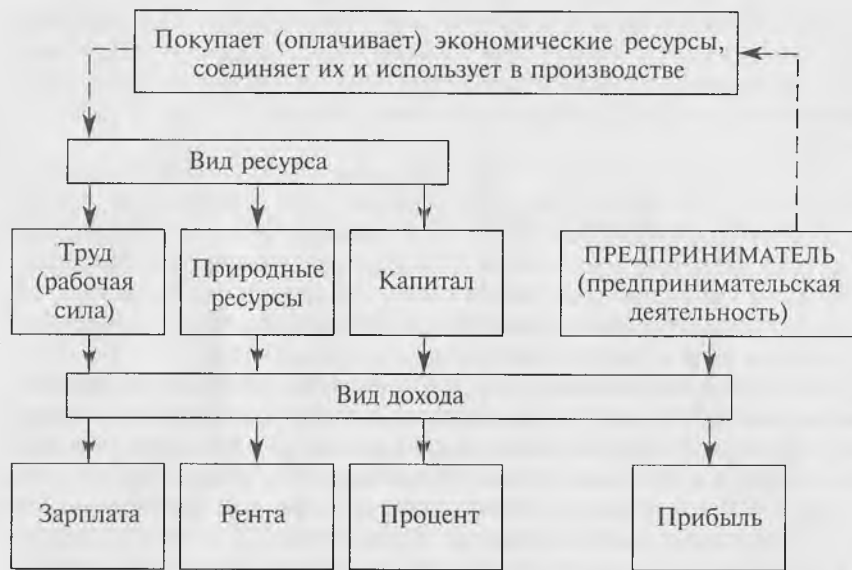 Покупает (оплачивает) экономические ресурсы,
соединяет их и использует в производстве
Вид ресурса
Труд
(рабочая
сила)
Природные
ресурсы
Капитал
ПРЕДПРИНИМАТЕЛЬ
(предпринимательская
деятельность)
Вид дохода
Зарплата
Рента
Процент
Прибыль